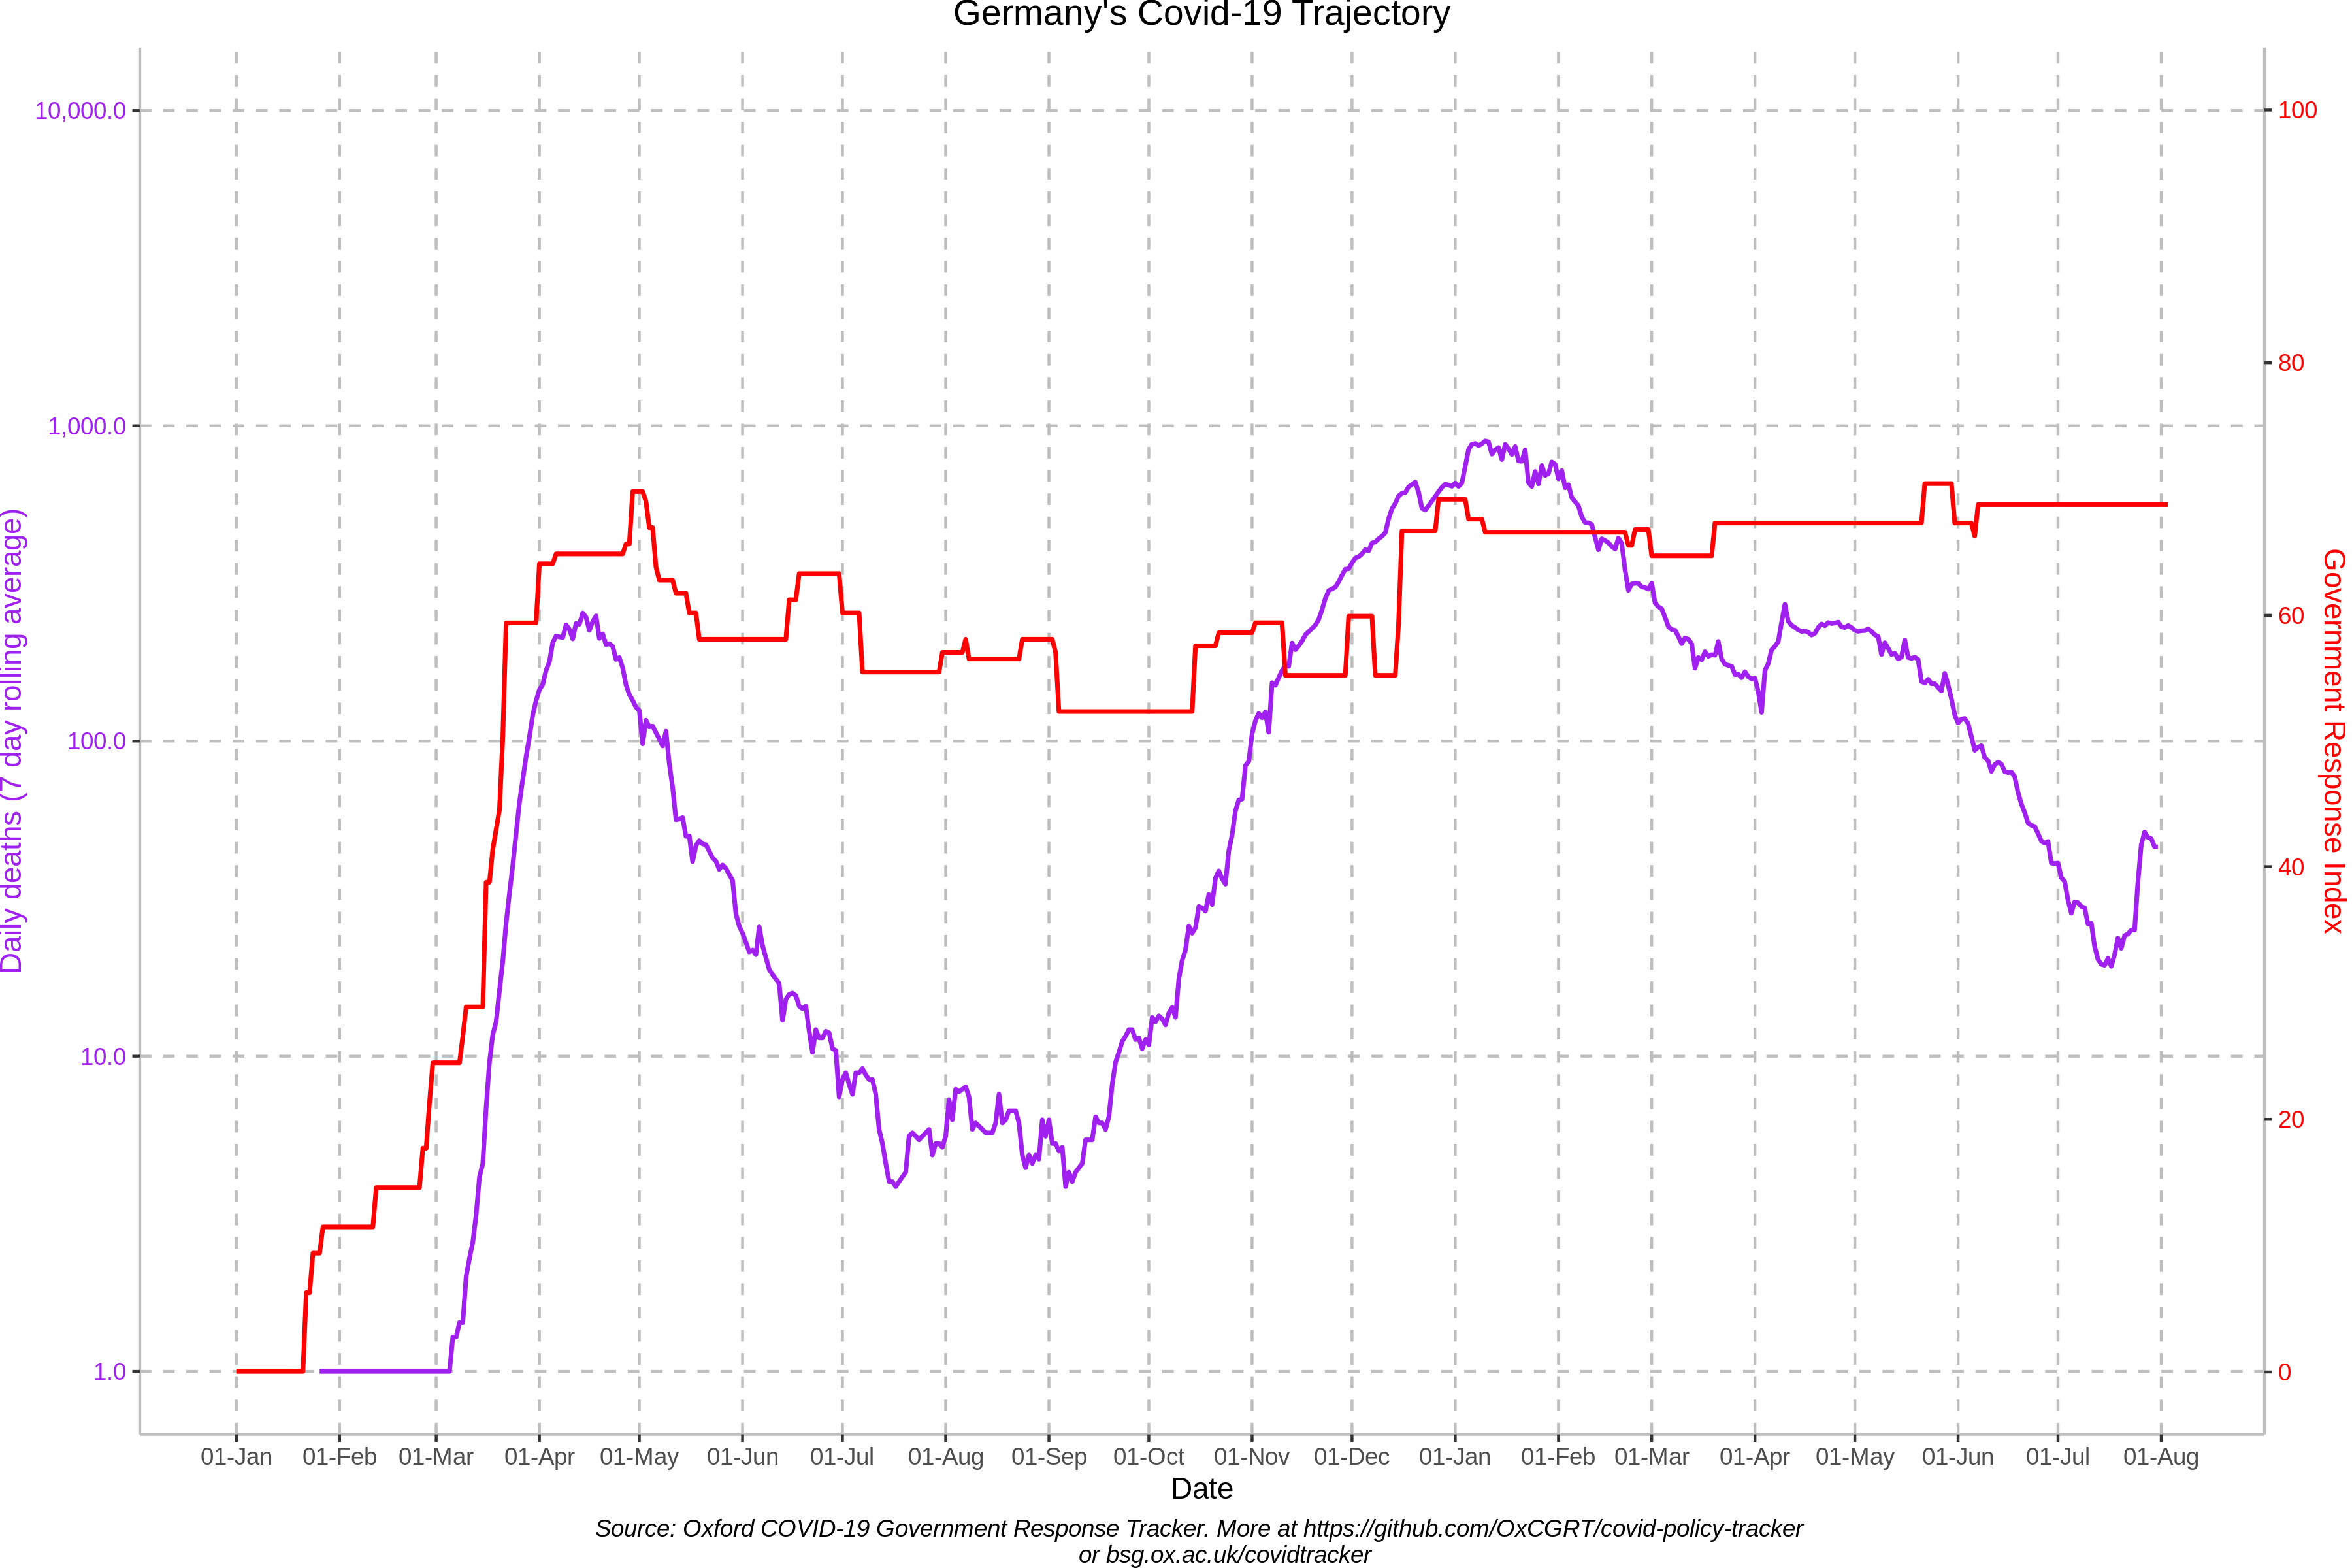 Germany's Covid-19 Trajectory
10,000.0
1,000.0
100.0
10.0
1.0
Daily deaths (7 day rolling average)
100
80
60
40
20
0
Government Response Index
01-Jan 01-Feb 01-Mar 01-Apr 01-May 01-Jun 01-Jul 01-Aug 01-Sep 01-Oct 01-Nov 01-Dec 01-Jan 01-Feb 01-Mar 01-Apr 01-May 01-Jun 01-Jul 01-Aug
Date
Source: Oxford COVID-19 Government Response Tracker. More at https://github.com/OxCGRT/covid-policy-tracker
or bsg.ox.ac.uk/covidtracker